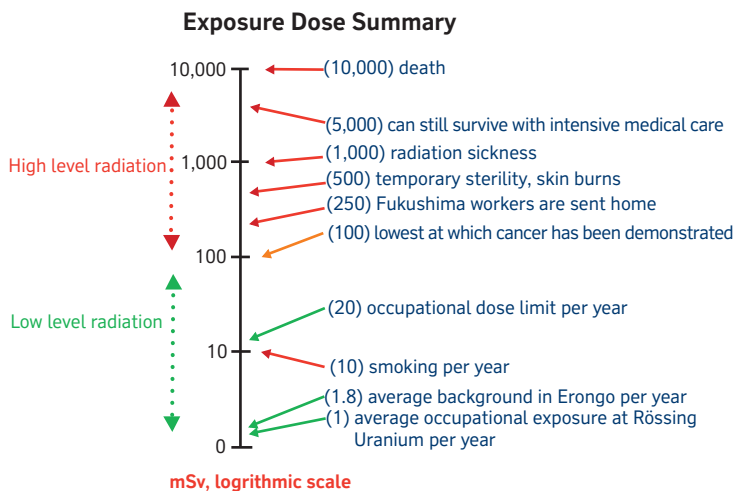 Exposure Dose Summary
10,000
(10,000) death
(5,000) can still survive with intensive medical care
High level radiation
1,000
(1,000) radiation sickness
(500) temporary sterility, skin burns
(250) Fukushima workers are sent home
(100) lowest at which cancer has been demonstrated
100
Low level radiation
(20) occupational dose limit per year
10
(10) smoking per year
(1.8) average background in Erongo per year
(1) average occupational exposure at Rössing
Uranium per year
0
mSv, logrithmic scale